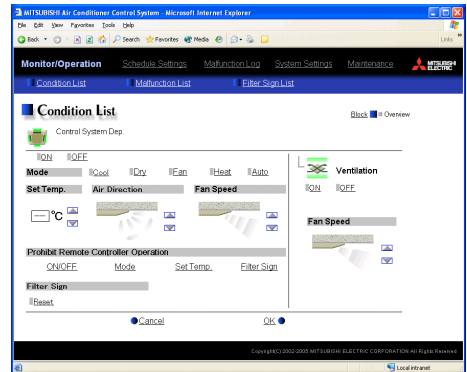 MITSUBISHI Air Conditioner Control System - Microsoft Internet Explorer
File Edit View Favorites Tools Help
Back Search Favorites Media Links
Monitor/Operation Schedule Settings Malfunction Log System Settings Maintenance MITSUBISHI ELECTRIC
Condition List Malfunction List Filter Sign List
Condition List
Block Overview
Control System Dep.
ON OFF
Mode Cool Dry Fan Heat Auto
Ventilation
ON OFF
Set Temp. Air Direction Fan Speed
°C
Fan Speed
Prohibit Remote Controller Operation
ON/OFF Mode Set Temp. Filter Sign
Filter Sign
Reset
Cancel OK
Copyright(C) 2002-2005 MITSUBISHI ELECTRIC CORPORATION All Rights Reserved
Local intranet